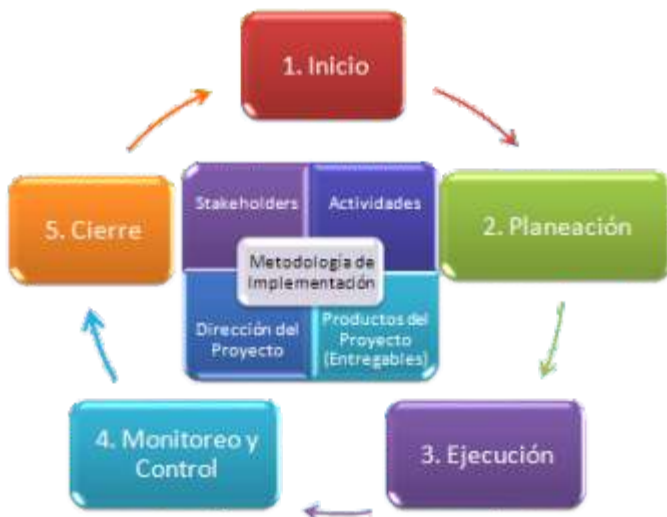 1. Inicio
2. Planeación
3. Ejecución
4. Monitoreo y
Control
5. Cierre
Stakeholders
Actividades
Metodología de
Implementación
Dirección del
Proyecto
Productos del
Proyecto
(Entregables)